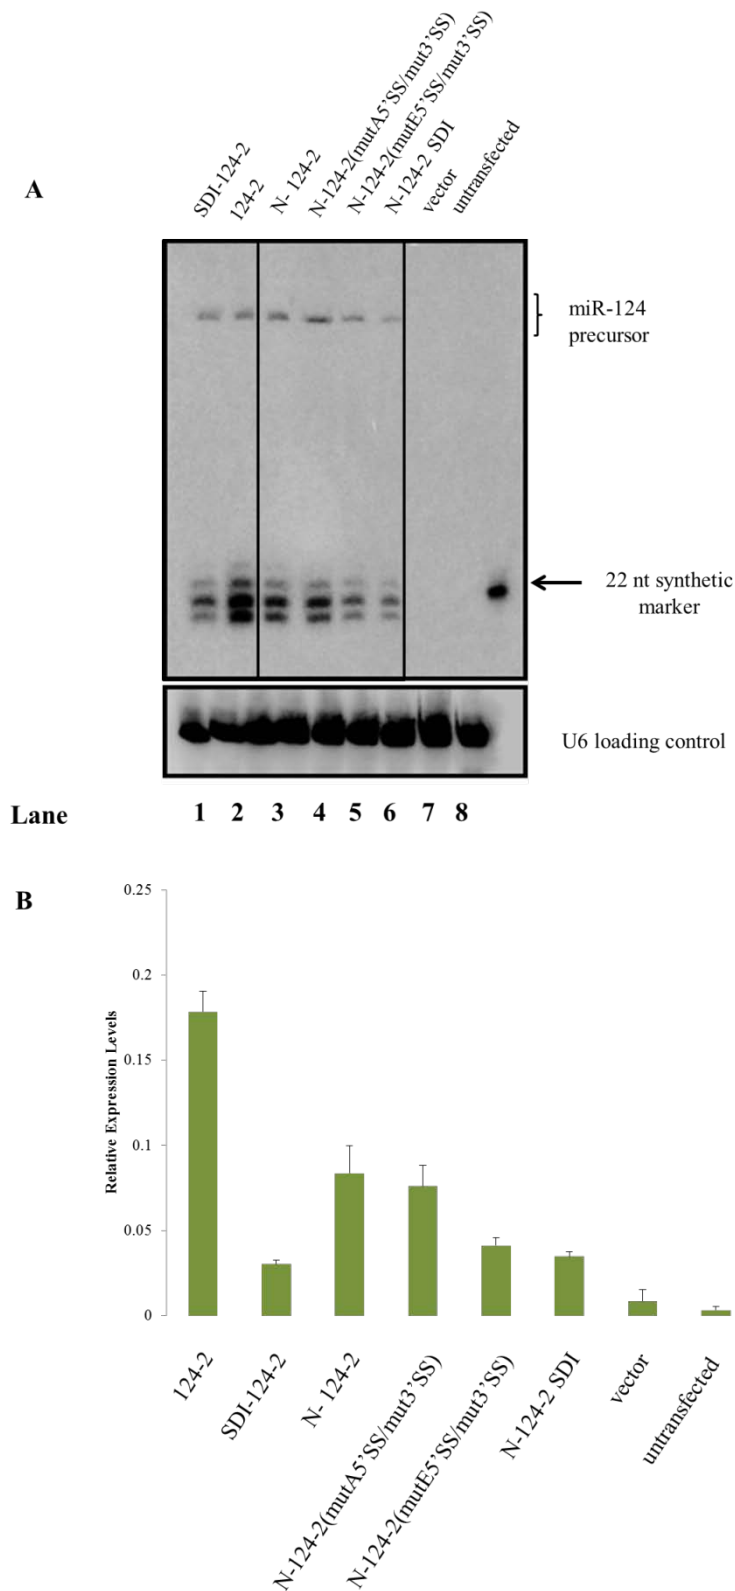 A
SDI-124-2
124-2
N- 124-2
N-124-2(mutA5’SS/mut3’SS)
N-124-2(mutE5’SS/mut3’SS)
N-124-2 SDI
vector
untransfected
miR-124
precursor
22 nt synthetic
marker
U6 loading control
Lane 1 2 3 4 5 6 7 8
B
Relative Expression Levels
0.25
0.2
0.15
0.1
0.05
0
124-2
SDI-124-2
N- 124-2
N-124-2(mutA5’SS/mut3’SS)
N-124-2(mutE5’SS/mut3’SS)
N-124-2 SDI
vector
untransfected